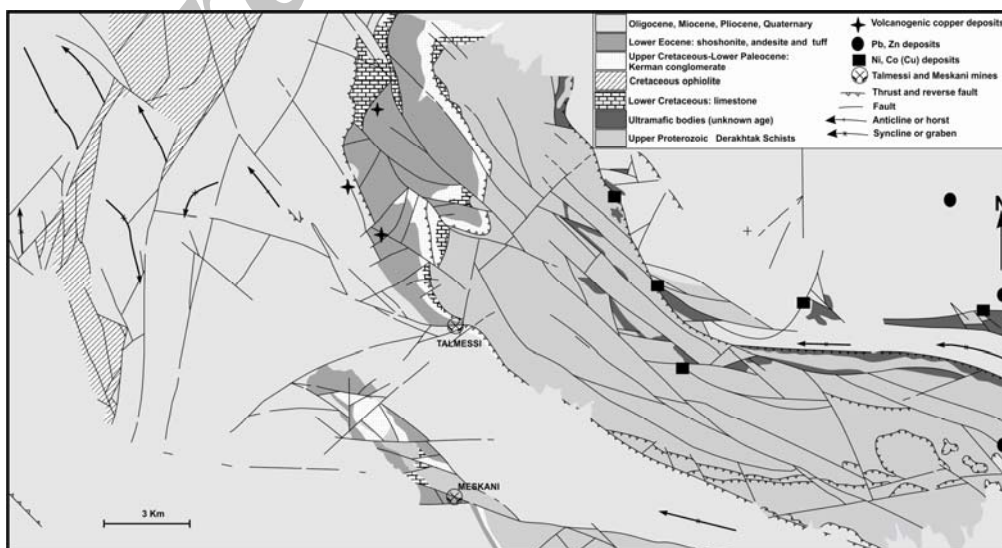 Oligocene, Miocene, Pliocene, Quaternary
Lower Eocene: shoshonite, andesite and tuff
Upper Cretaceous-Lower Paleocene:
Kerman conglomerate
Cretaceous ophiolite
Lower Cretaceous: limestone
Ultramafic bodies (unknown age)
Upper Proterozoic Derakhtak Schists
Volcanogenic copper deposits
Pb, Zn deposits
Ni, Co (Cu) deposits
Talmessi and Meskani mines
Thrust and reverse fault
Fault
Anticline or horst
Syncline or graben
N
TALMESSI
MESKANI
3 Km